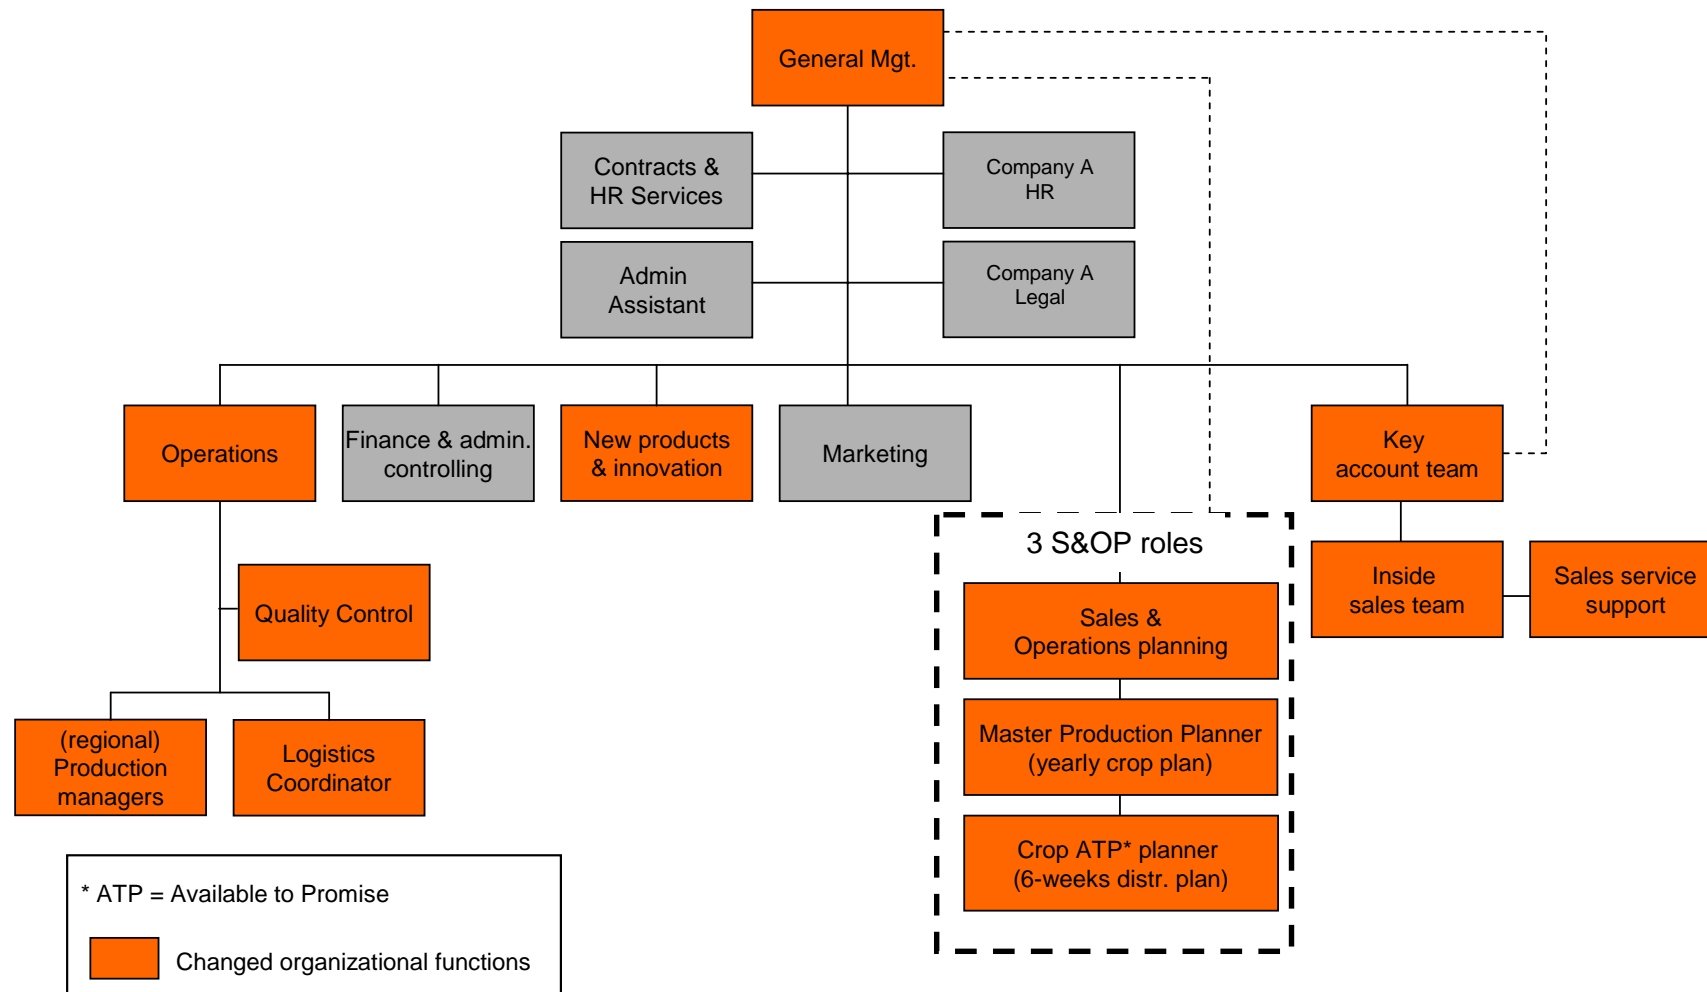 General Mgt.
Contracts &
HR Services
Company A
HR
Admin
Assistant
Company A
Legal
Operations
Finance & admin.
controlling
New products
& innovation
Marketing
Key
account team
3 S&OP roles
Inside
sales team
Sales service
support
Quality Control
Sales &
Operations planning
(regional)
Production
managers
Logistics
Coordinator
Master Production Planner
(yearly crop plan)
Crop ATP* planner
(6-weeks distr. plan)
* ATP = Available to Promise
Changed organizational functions